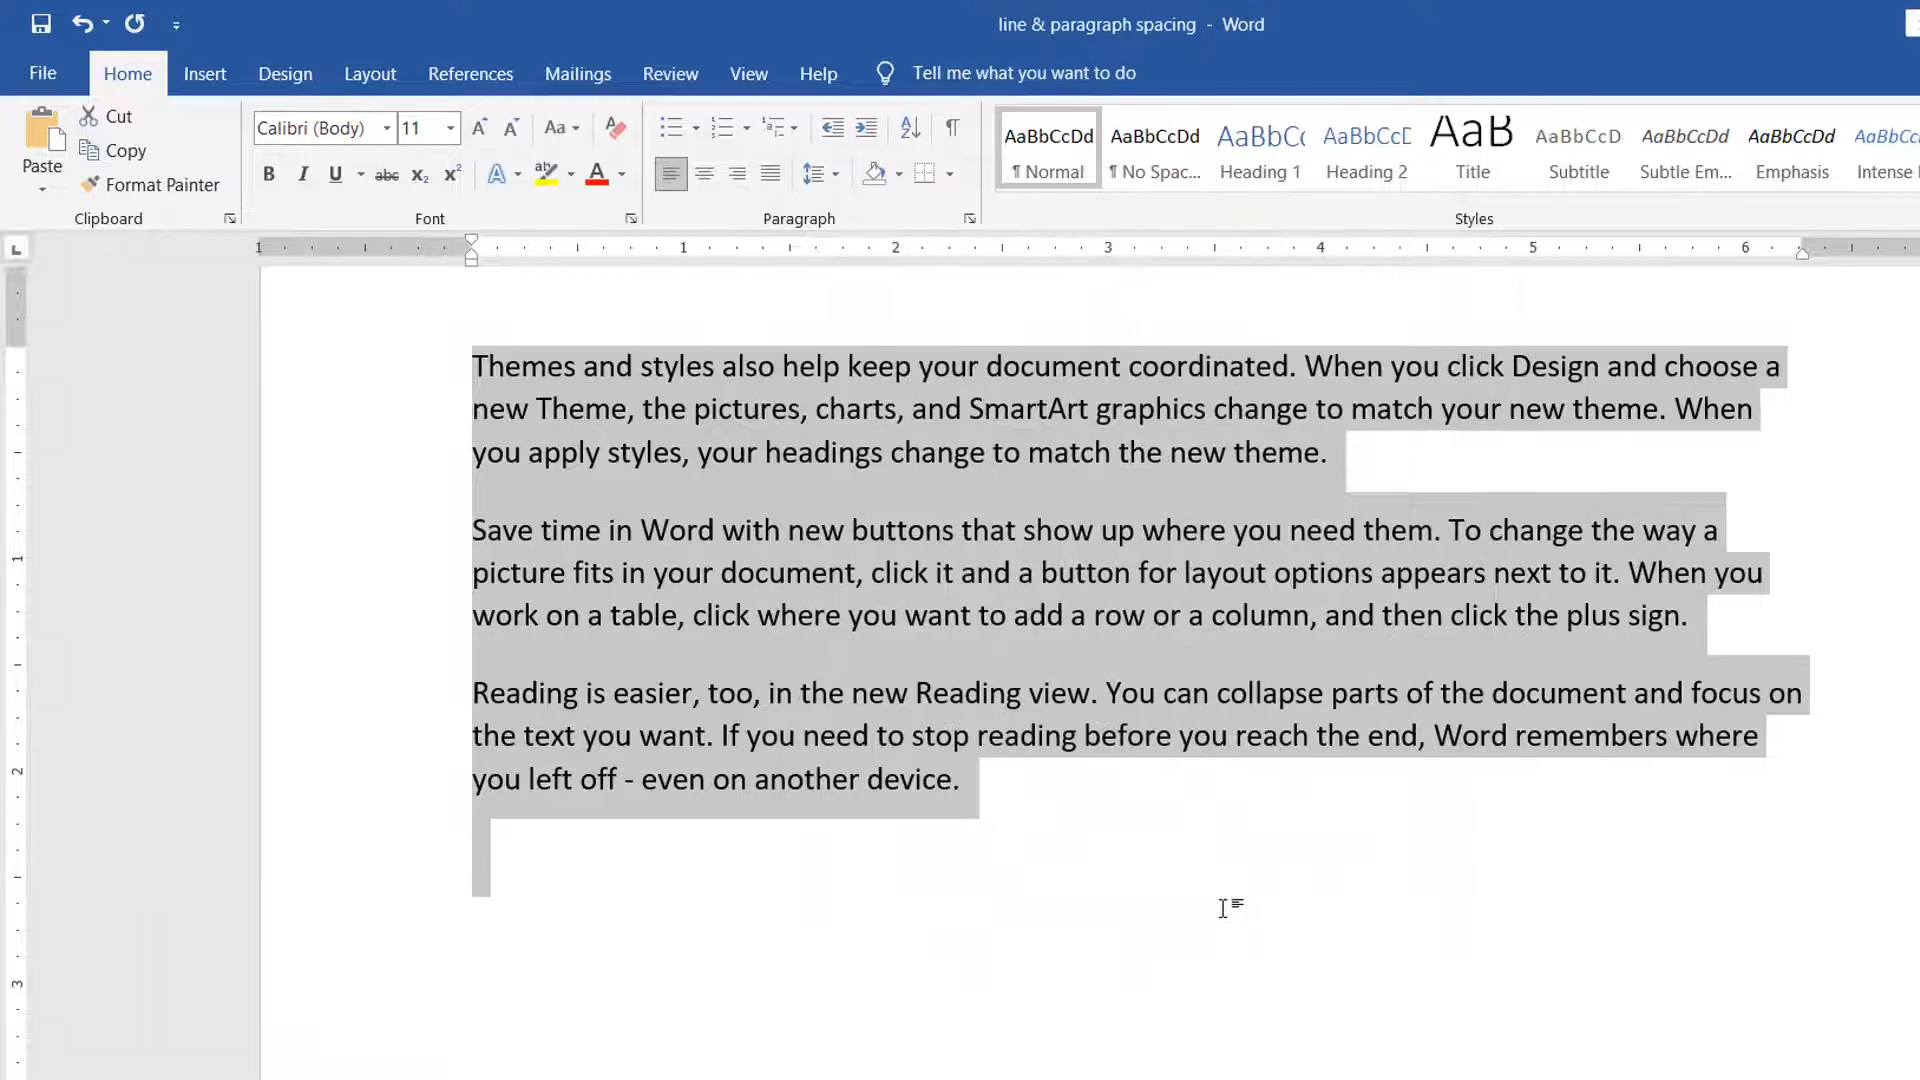 line & paragraph spacing - Word
File Home Insert Design Layout References Mailings Review View Help Tell me what you want to do
Paste
Cut
Copy
Format Painter
Clipboard
Calibri (Body) 11 Aa
B I U abc x₂ x² A A
Font
Paragraph
AaBbCcDd AaBbCcDd AaBbC AaBbCcD AaB AaBbCcD AaBbCcDd AaBbCcDd AaBbCc
¶ Normal ¶ No Spac... Heading 1 Heading 2 Title Subtitle Subtle Em... Emphasis Intense
Styles
1 1 2 3 4 5 6
Themes and styles also help keep your document coordinated. When you click Design and choose a
new Theme, the pictures, charts, and SmartArt graphics change to match your new theme. When
you apply styles, your headings change to match the new theme.
Save time in Word with new buttons that show up where you need them. To change the way a
picture fits in your document, click it and a button for layout options appears next to it. When you
work on a table, click where you want to add a row or a column, and then click the plus sign.
Reading is easier, too, in the new Reading view. You can collapse parts of the document and focus on
the text you want. If you need to stop reading before you reach the end, Word remembers where
you left off - even on another device.
1
2
3